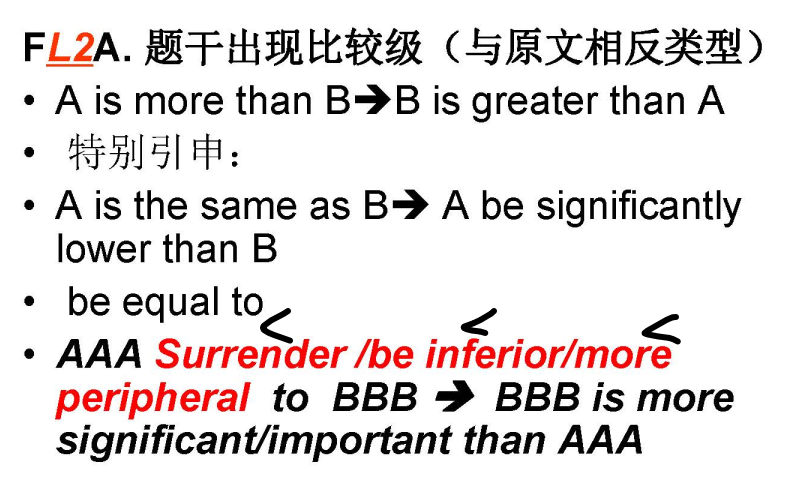 FL2A. 题干出现比较级（与原文相反类型）
• A is more than B➔B is greater than A
• 特别引申：
• A is the same as B➔ A be significantly
lower than B
• be equal to
< < <
• AAA Surrender /be inferior/more
peripheral to BBB ➔ BBB is more
significant/important than AAA